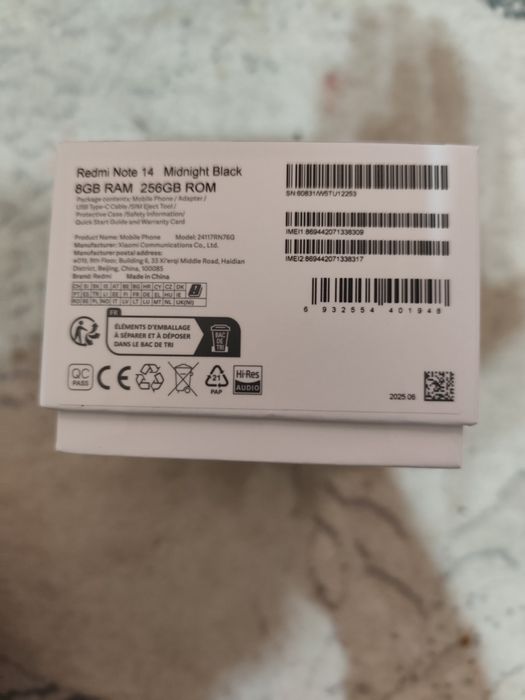 Redmi Note 14 Midnight Black
8GB RAM 256GB ROM
Package contents: Mobile Phone / Adapter /
USB Type-C Cable /SIM Eject Tool /
Protective Case /Safety Information/
Quick Start Guide and Warranty Card
Product Name: Mobile Phone Model: 24117RN76G
Manufacturer: Xiaomi Communications Co., Ltd.
Manufacturer postal address:
#019, 9th Floor, Building 6, 33 Xi'erqi Middle Road, Haidian
District, Beijing, China, 100085
Brand: Redmi Made in China
SN:60831/W5TU12253
IMEI1:869442071338309
IMEI2:869442071338317
6 932554 401948
FR
ÉLÉMENTS D'EMBALLAGE
À SÉPARER ET À DÉPOSER
DANS LE BAC DE TRI
BAC
DE
TRI
QC
PASS
CE
21
PAP
Hi-Res
AUDIO
2025.06